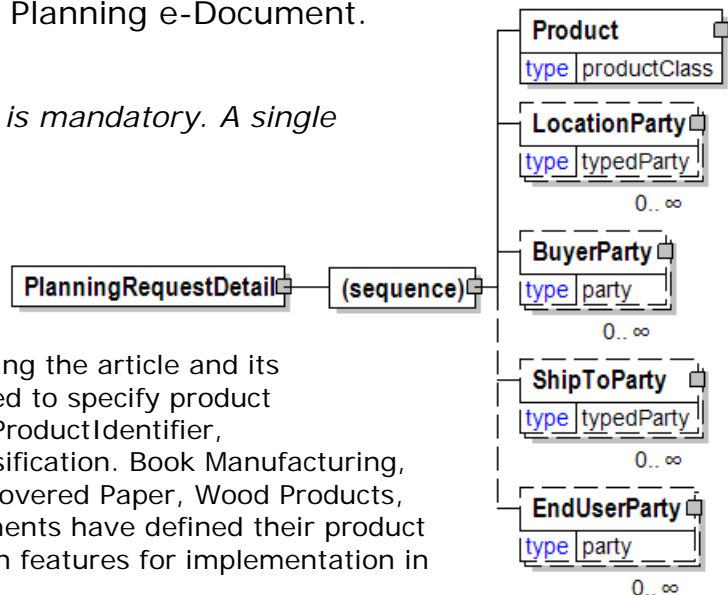 Planning e-Document.
is mandatory. A single
ing the article and its
ed to specify product
ProductIdentifier,
sification. Book Manufacturing,
overed Paper, Wood Products,
nents have defined their product
n features for implementation in
PlanningRequestDetail
(sequence)
Product
type productClass
LocationParty
type typedParty
0.. ∞
BuyerParty
type party
0.. ∞
ShipToParty
type typedParty
0.. ∞
EndUserParty
type party
0.. ∞